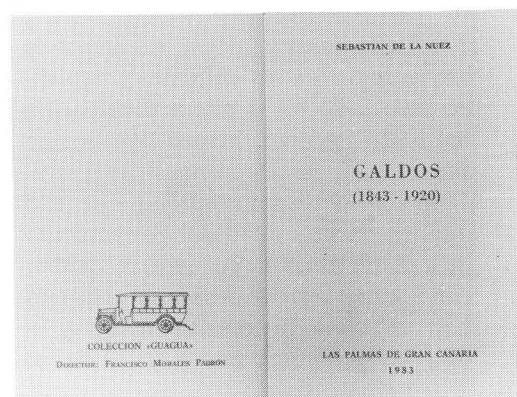 COLECCION «GUAGUA»
DIRECTOR: FRANCISCO MORALES PADRON
SEBASTIAN DE LA NUEZ
GALDOS
(1843 - 1920)
LAS PALMAS DE GRAN CANARIA
1983